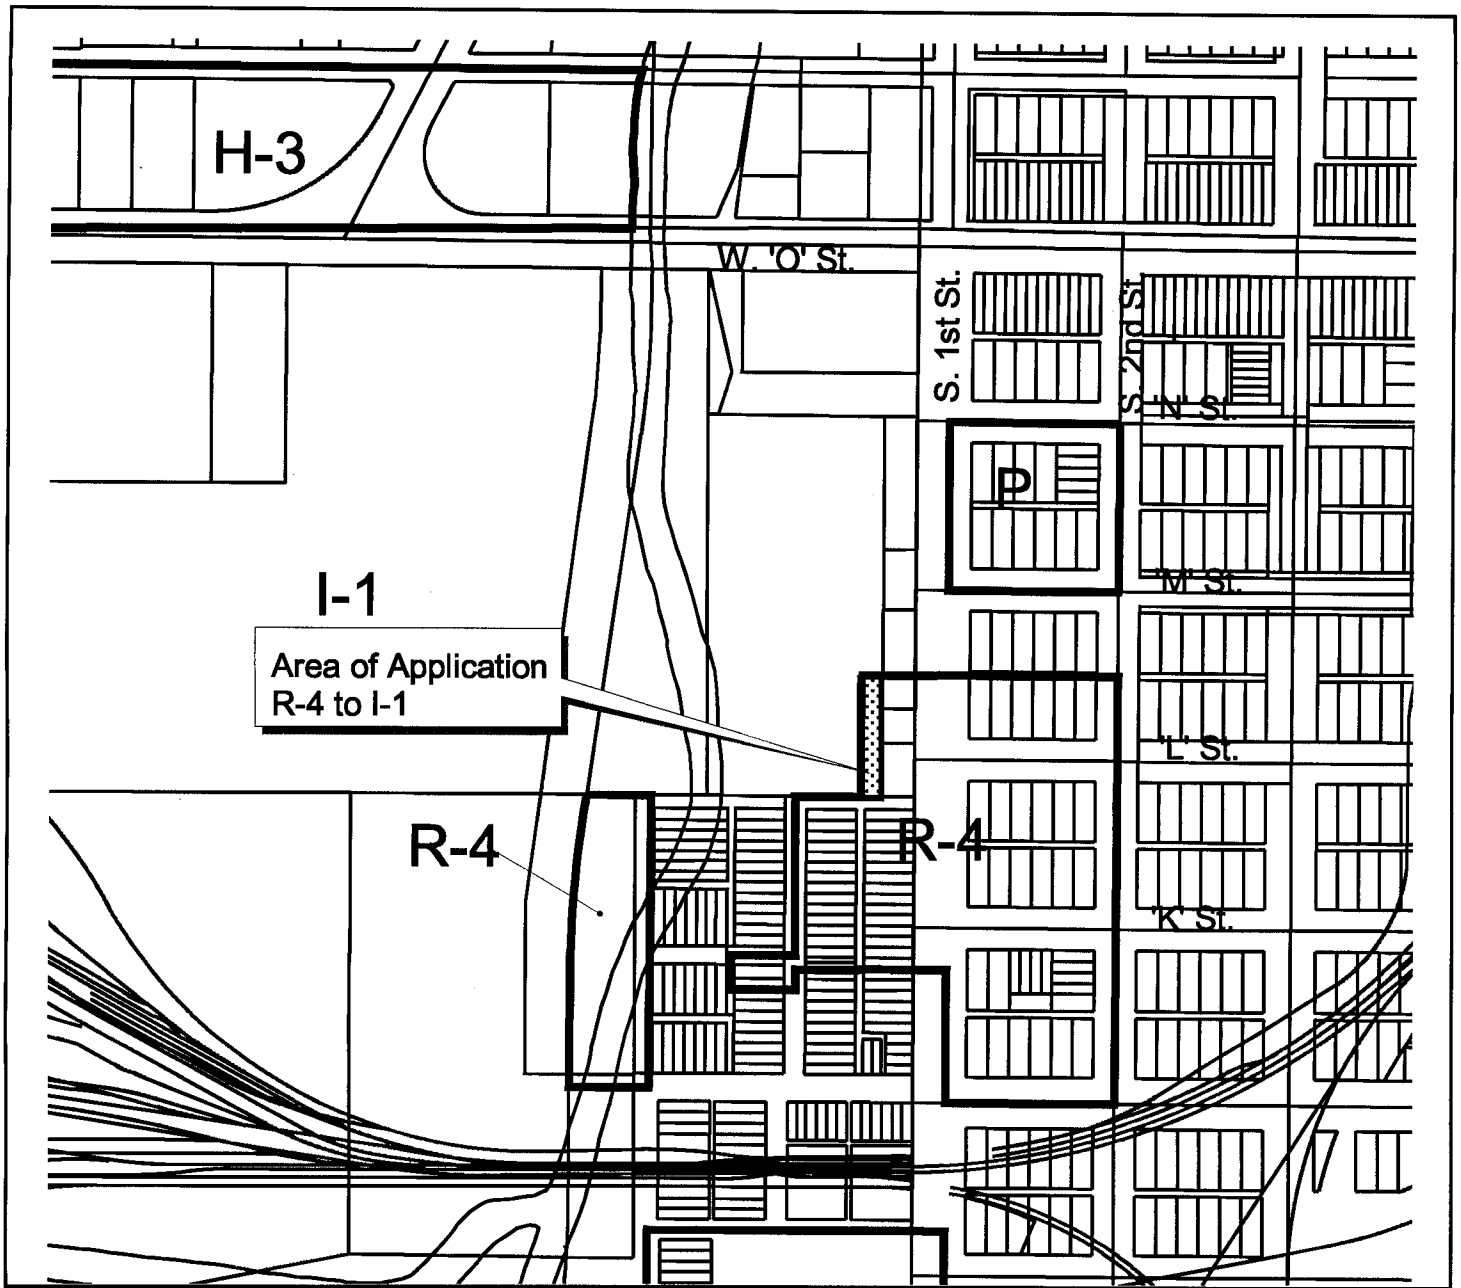 H-3
W. 'O' St.
S. 1st St.
S. 2nd St
'N' St.
P
'M' St.
I-1
Area of Application
R-4 to I-1
'L' St.
R-4
R-4
'K' St.